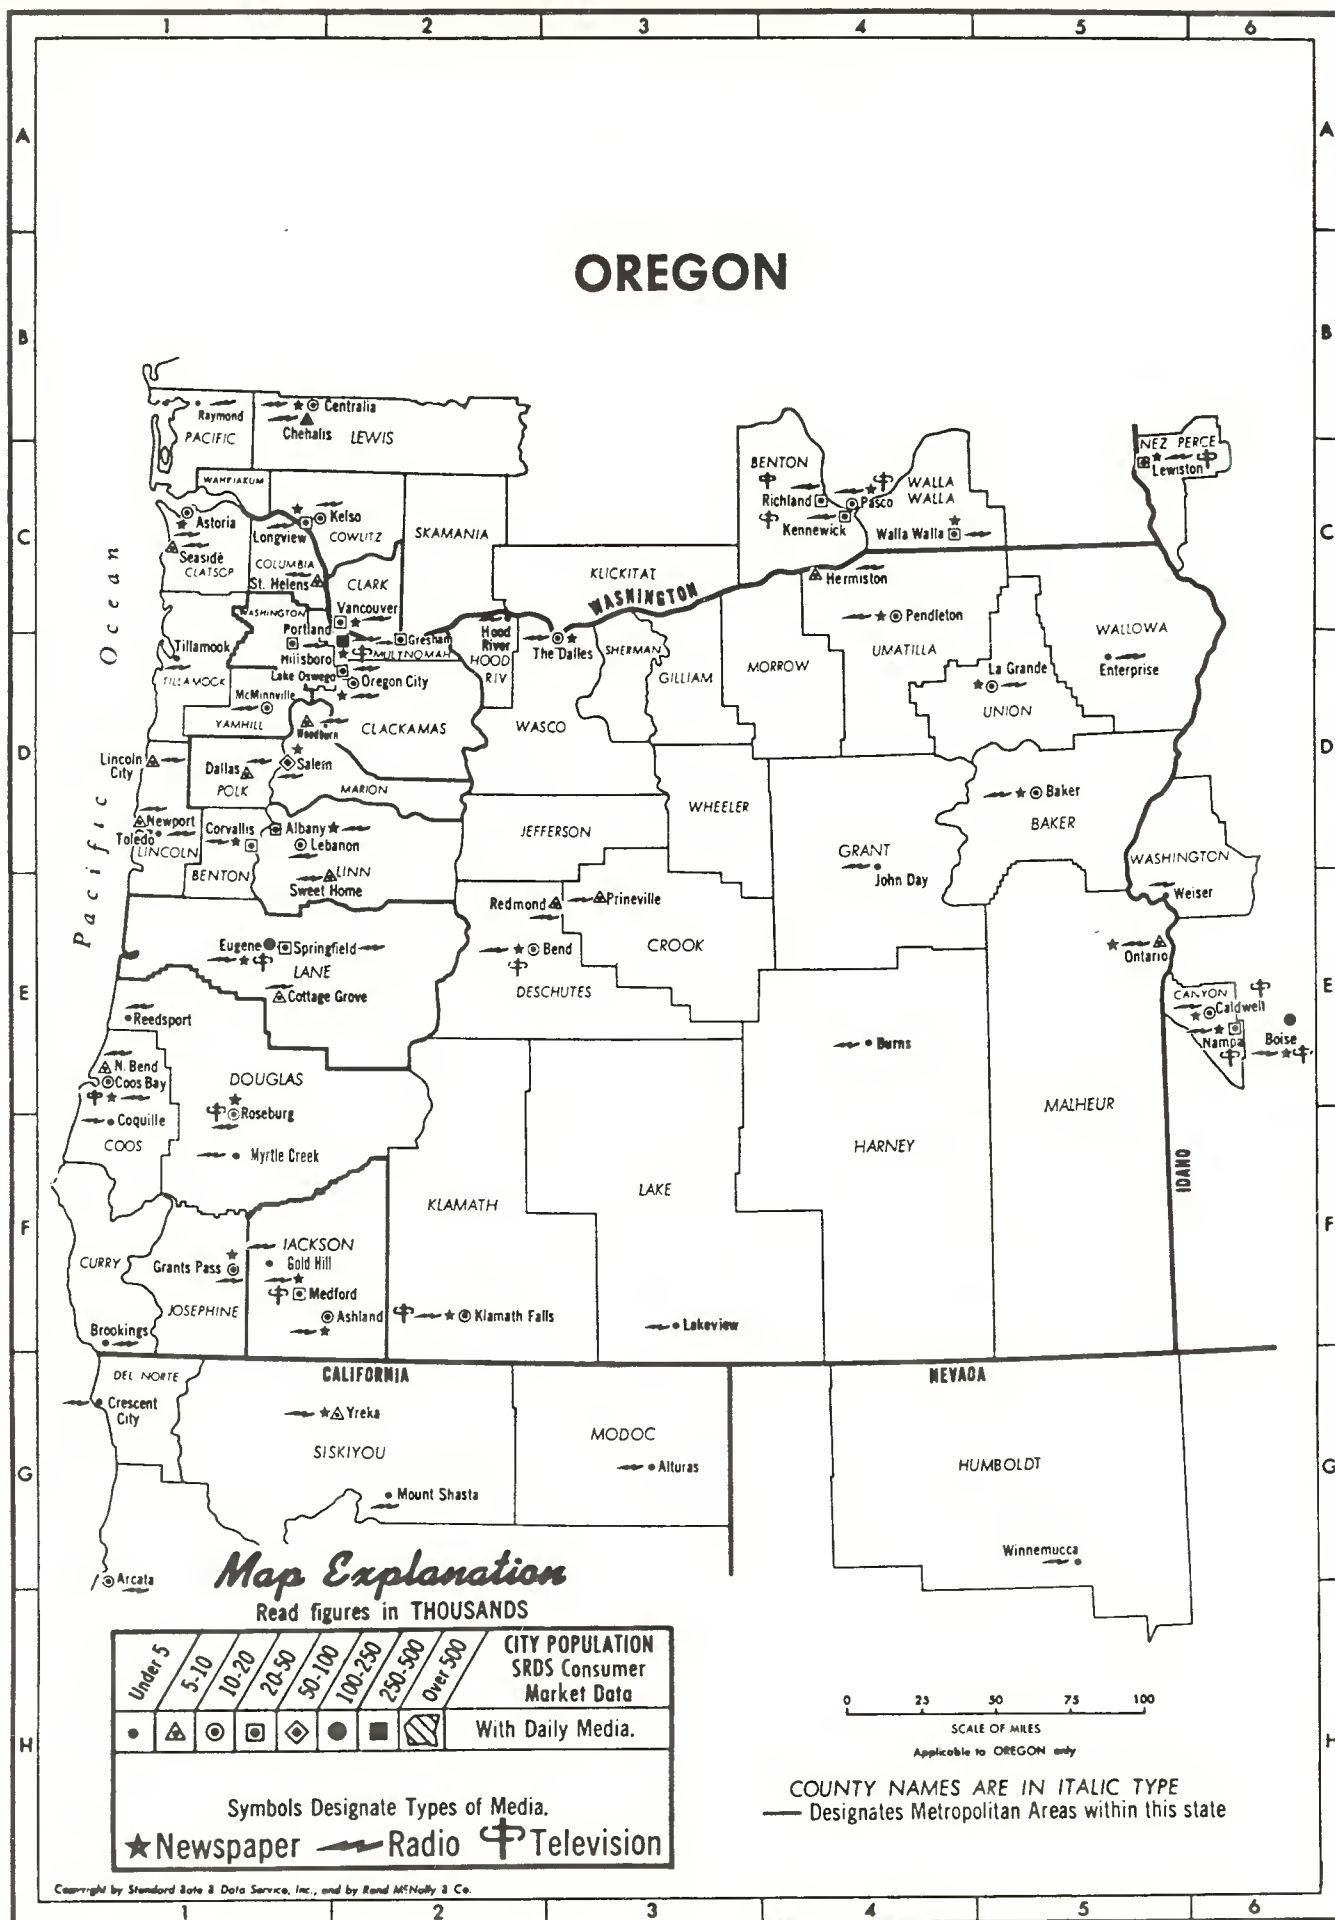 1 2 3 4 5 6
A A
B B
C C
D D
E E
F F
G G
H H
OREGON
Pacific Ocean
Raymond
PACIFIC
Centralia
Chehalis
LEWIS
WAHKIAKUM
Astoria
Seaside
CLATSOP
Longview
Kelso
COWLITZ
SKAMANIA
COLUMBIA
St. Helens
CLARK
Vancouver
KLICKITAT
WASHINGTON
BENTON
Richland
Kennewick
Pasco
WALLA
WALLA
Walla Walla
NEZ PERCE
Lewiston
Hermiston
Pendleton
UMATILLA
WALLOWA
Enterprise
La Grande
UNION
WASHINGTON
Portland
Hillsboro
Gresham
MULTNOMAH
Lake Oswego
Oregon City
Tillamook
TILLAMOOK
McMinnville
YAMHILL
Woodburn
CLACKAMAS
Hood
River
HOOD
RIV
The Dalles
SHERMAN
GILLIAM
MORROW
WASCO
Lincoln
City
Dallas
POLK
Salem
MARION
Newport
Toledo
LINCOLN
Corvallis
BENTON
Albany
Lebanon
LINN
Sweet Home
JEFFERSON
WHEELER
GRANT
John Day
Baker
BAKER
WASHINGTON
Weiser
Redmond
Prineville
CROOK
Bend
DESCHUTES
Eugene
Springfield
LANE
Cottage Grove
Ontario
CANYON
Caldwell
Nampa
Boise
Reedsport
N. Bend
Coos Bay
Coquille
COOS
DOUGLAS
Roseburg
Myrtle Creek
Burns
MALHEUR
HARNEY
LAKE
KLAMATH
IDAHO
CURRY
Grants Pass
JOSEPHINE
JACKSON
Gold Hill
Medford
Ashland
Klamath Falls
Lakeview
Brookings
CALIFORNIA
NEVADA
DEL NORTE
Crescent
City
Yreka
SISKIYOU
MODOC
Alturas
Mount Shasta
HUMBOLDT
Winnemucca
Arcata
Map Explanation
Read figures in THOUSANDS
Under 5
5-10
10-20
20-50
50-100
100-250
250-500
Over 500
CITY POPULATION
SRDS Consumer
Market Data
With Daily Media.
Symbols Designate Types of Media.
Newspaper Radio Television
0 25 50 75 100
SCALE OF MILES
Applicable to OREGON only
COUNTY NAMES ARE IN ITALIC TYPE
Designates Metropolitan Areas within this state
Copyright by Standard Rate & Data Service, Inc., and by Rand McNally & Co.
1 2 3 4 5 6